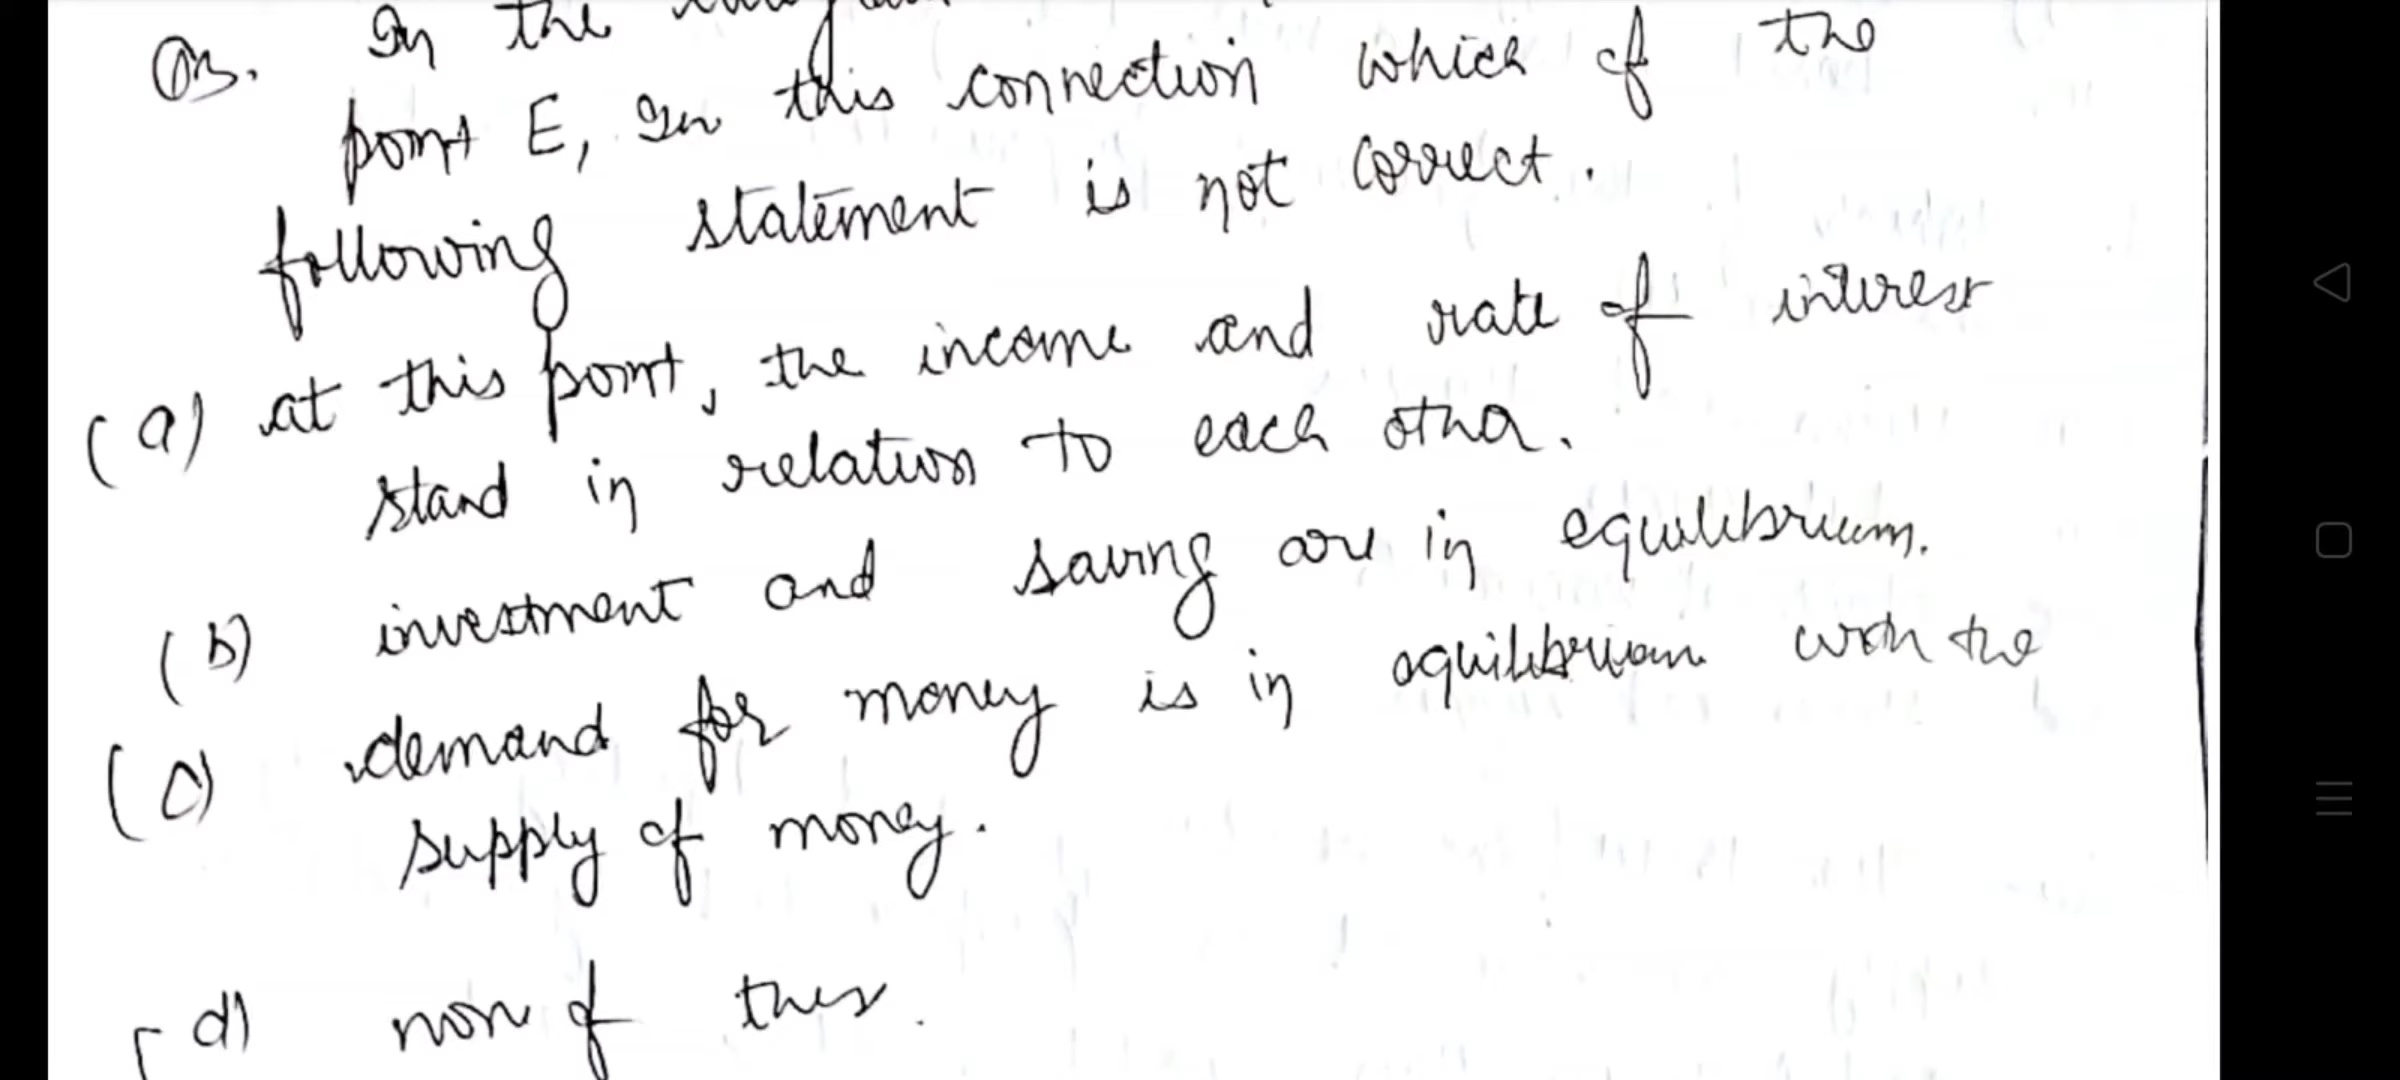 Q3. In the
point E, In this connection which of the
following statement is not correct.
(a) at this point, the income and rate of interest
stand in relation to each other.
(b) investment and saving are in equilibrium.
(c) demand for money is in equilibrium with the
supply of money.
(d) non of this.